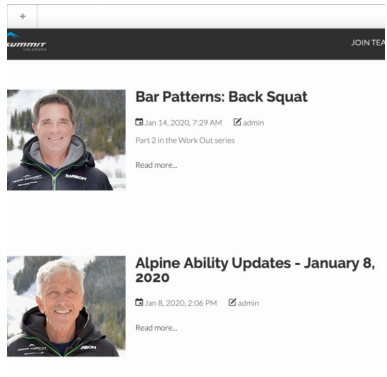 SUMMIT
COLORADO
JOIN TEA
Bar Patterns: Back Squat
Jan 14, 2020, 7:29 AM admin
Part 2 in the Work Out series
Read more...
KARBON
Alpine Ability Updates - January 8,
2020
Jan 8, 2020, 2:06 PM admin
Read more...